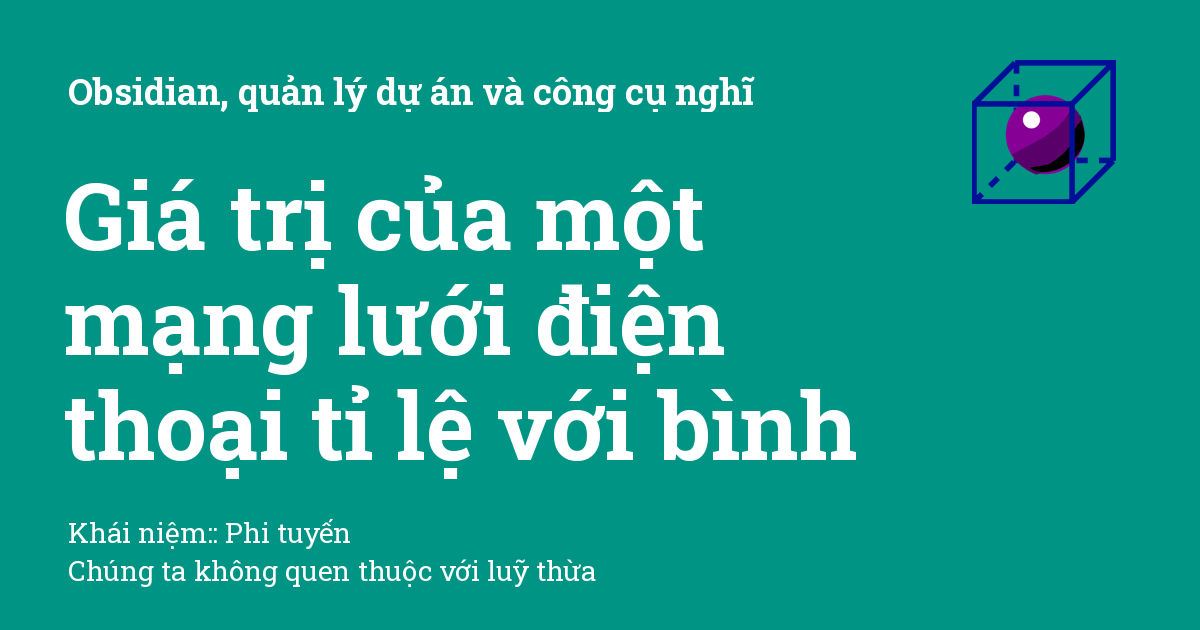 Obsidian, quản lý dự án và công cụ nghĩ
Giá trị của một
mạng lưới điện
thoại tỉ lệ với bình
Khái niệm:: Phi tuyến
Chúng ta không quen thuộc với luỹ thừa